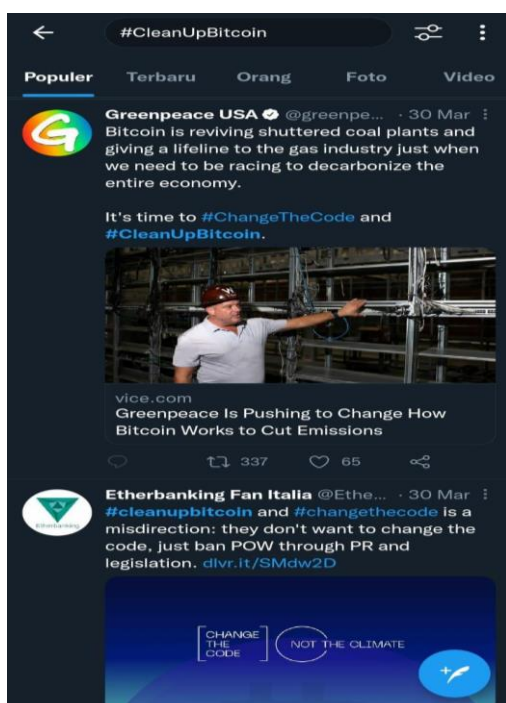 #CleanUpBitcoin
Populer Terbaru Orang Foto Video
Greenpeace USA @greenpe... · 30 Mar
Bitcoin is reviving shuttered coal plants and
giving a lifeline to the gas industry just when
we need to be racing to decarbonize the
entire economy.
It's time to #ChangeTheCode and
#CleanUpBitcoin.
vice.com
Greenpeace Is Pushing to Change How
Bitcoin Works to Cut Emissions
337 65
Etherbanking Fan Italia @Ethe... · 30 Mar
Etherbanking
#cleanupbitcoin and #changethecode is a
misdirection: they don't want to change the
code, just ban POW through PR and
legislation. dlvr.it/SMdw2D
CHANGE
THE
CODE
NOT THE CLIMATE